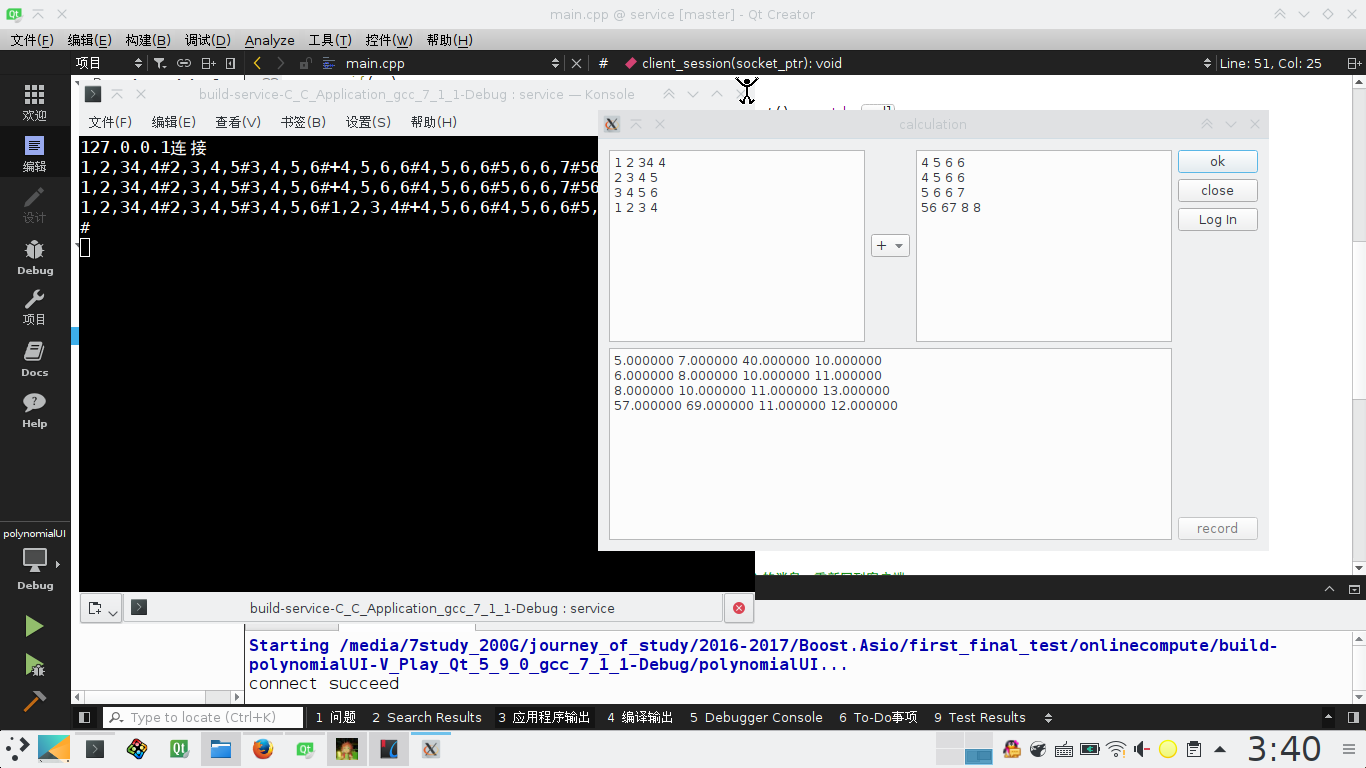 main.cpp @ service [master] - Qt Creator
文件(F) 编辑(E) 构建(B) 调试(D) Analyze 工具(T) 控件(W) 帮助(H)
项目 main.cpp # client_session(socket_ptr): void Line: 51, Col: 25
欢迎
编辑
设计
Debug
项目
Docs
Help
polynomialUI
Debug
build-service-C_C_Application_gcc_7_1_1-Debug : service — Konsole
文件(F) 编辑(E) 查看(V) 书签(B) 设置(S) 帮助(H)
127.0.0.1连接
1,2,34,4#2,3,4,5#3,4,5,6#+4,5,6,6#4,5,6,6#5,6,6,7#56
1,2,34,4#2,3,4,5#3,4,5,6#+4,5,6,6#4,5,6,6#5,6,6,7#56
1,2,34,4#2,3,4,5#3,4,5,6#1,2,3,4#+4,5,6,6#4,5,6,6#5,
#
build-service-C_C_Application_gcc_7_1_1-Debug : service
calculation
1 2 34 4
2 3 4 5
3 4 5 6
1 2 3 4
+
4 5 6 6
4 5 6 6
5 6 6 7
56 67 8 8
ok
close
Log In
5.000000 7.000000 40.000000 10.000000
6.000000 8.000000 10.000000 11.000000
8.000000 10.000000 11.000000 13.000000
57.000000 69.000000 11.000000 12.000000
record
Starting /media/7study_200G/journey_of_study/2016-2017/Boost.Asio/first_final_test/onlinecompute/build-
polynomialUI-V_Play_Qt_5_9_0_gcc_7_1_1-Debug/polynomialUI...
connect succeed
Type to locate (Ctrl+K) 1 问题 2 Search Results 3 应用程序输出 4 编译输出 5 Debugger Console 6 To-Do事项 9 Test Results
3:40